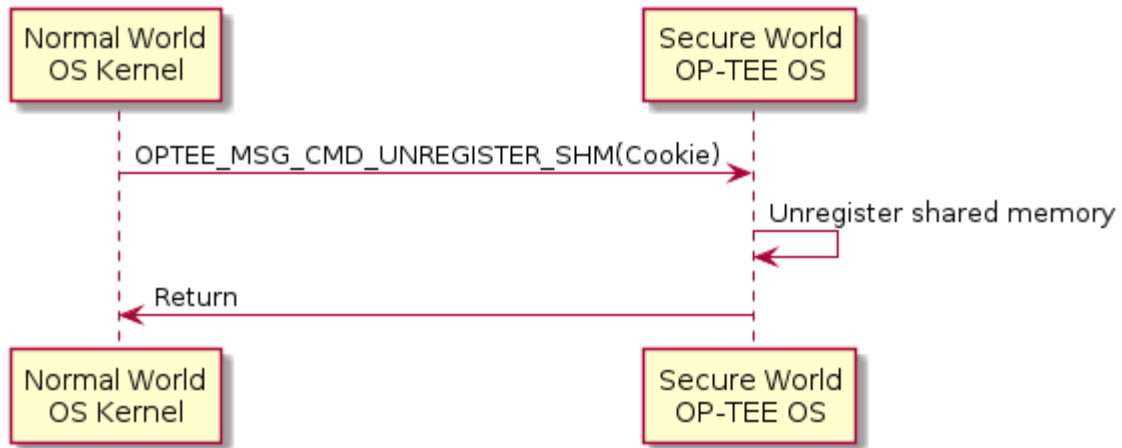 Normal World
OS Kernel
Secure World
OP-TEE OS
OPTEE_MSG_CMD_UNREGISTER_SHM(Cookie)
Unregister shared memory
Return
Normal World
OS Kernel
Secure World
OP-TEE OS